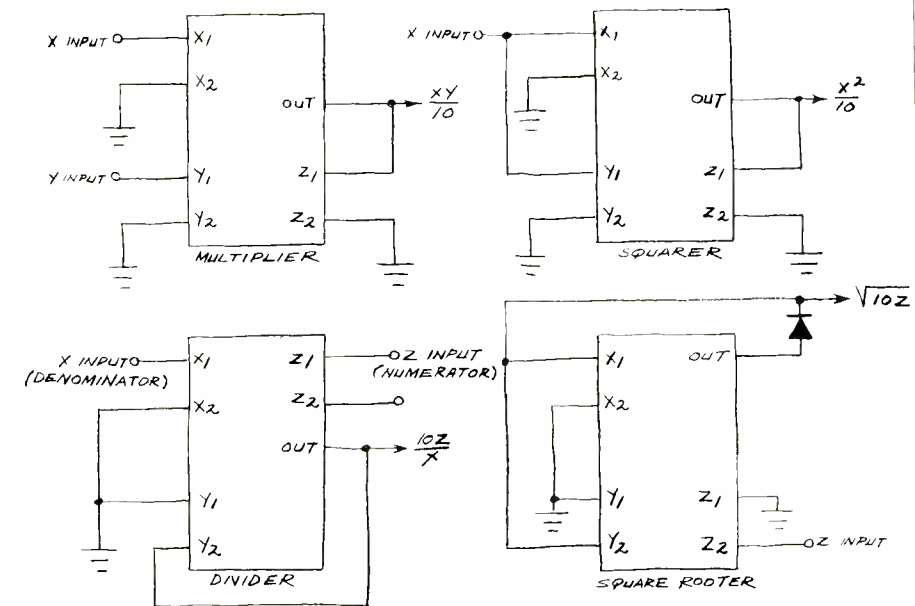 X INPUT
X1
X2
OUT
XY/10
Y INPUT
Y1
Z1
Y2
Z2
MULTIPLIER
X INPUT
X1
X2
OUT
X²/10
Y1
Z1
Y2
Z2
SQUARER
X INPUT
(DENOMINATOR)
X1
Z1
Z INPUT
(NUMERATOR)
X2
Z2
OUT
10Z/X
Y1
Y2
DIVIDER
√10Z
X1
OUT
X2
Y1
Z1
Y2
Z2
Z INPUT
SQUARE ROOTER